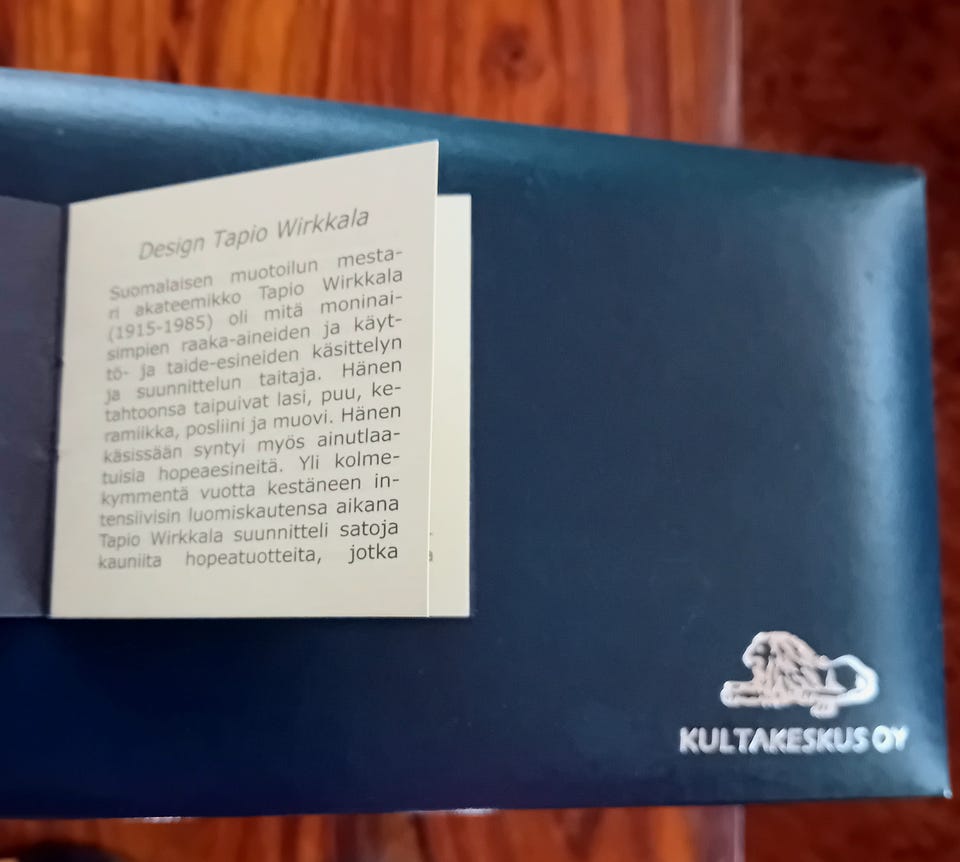 Design Tapio Wirkkala
Suomalaisen muotoilun mesta-
ri akateemikko Tapio Wirkkala
(1915-1985) oli mitä moninai-
simpien raaka-aineiden ja käyt-
tö- ja taide-esineiden käsittelyn
ja suunnittelun taitaja. Hänen
tahtoonsa taipuivat lasi, puu, ke-
ramiikka, posliini ja muovi. Hänen
käsissään syntyi myös ainutlaa-
tuisia hopeaesineitä. Yli kolme-
kymmentä vuotta kestäneen in-
tensiivisin luomiskautensa aikana
Tapio Wirkkala suunnitteli satoja
kauniita hopeatuotteita, jotka
KULTAKESKUS OY